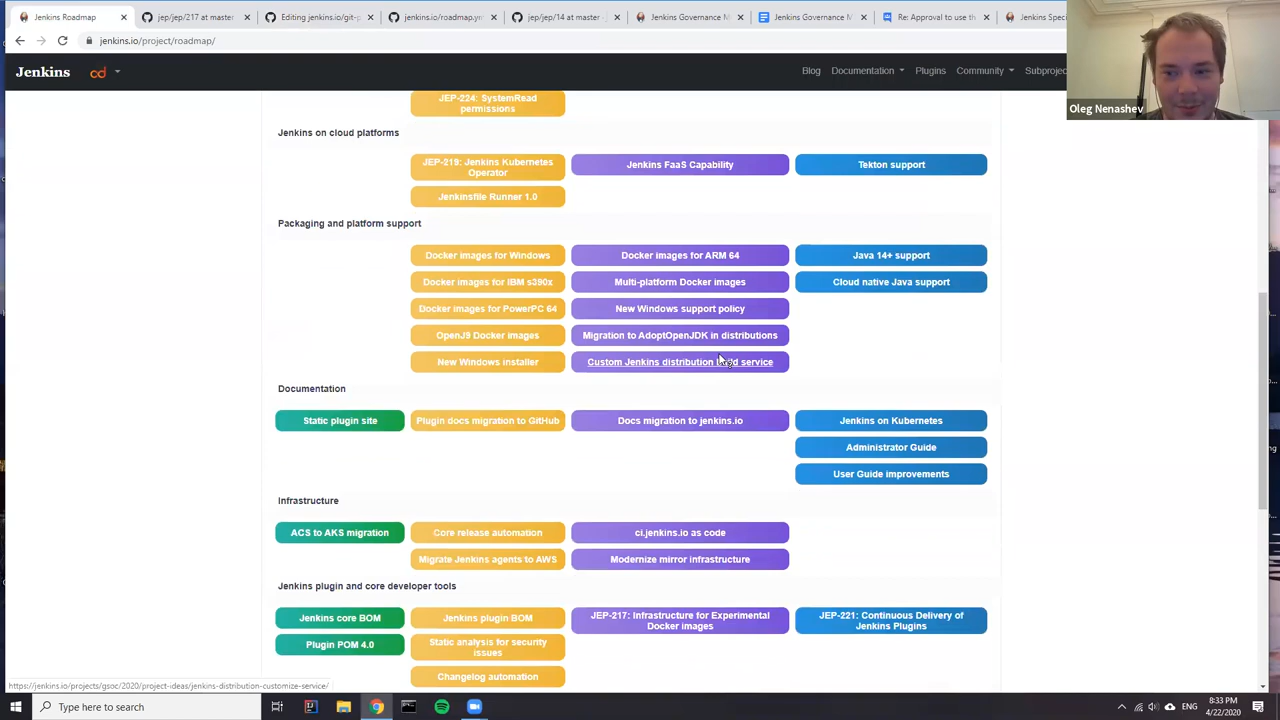 Jenkins Roadmap
jep/jep/217 at master
Editing jenkins.io/git-p
jenkins.io/roadmap.ym
jep/jep/14 at master
Jenkins Governance M
Jenkins Governance M
Re: Approval to use th
Jenkins Spec
jenkins.io/project/roadmap/
Jenkins
cd
Blog
Documentation
Plugins
Community
Subproj
Oleg Nenashev
JEP-224: SystemRead
permissions
Jenkins on cloud platforms
JEP-219: Jenkins Kubernetes
Operator
Jenkins FaaS Capability
Tekton support
Jenkinsfile Runner 1.0
Packaging and platform support
Docker images for Windows
Docker images for ARM 64
Java 14+ support
Docker images for IBM s390x
Multi-platform Docker images
Cloud native Java support
Docker images for PowerPC 64
New Windows support policy
OpenJ9 Docker images
Migration to AdoptOpenJDK in distributions
New Windows installer
Custom Jenkins distribution build service
Documentation
Static plugin site
Plugin docs migration to GitHub
Docs migration to jenkins.io
Jenkins on Kubernetes
Administrator Guide
User Guide improvements
Infrastructure
ACS to AKS migration
Core release automation
ci.jenkins.io as code
Migrate Jenkins agents to AWS
Modernize mirror infrastructure
Jenkins plugin and core developer tools
Jenkins core BOM
Jenkins plugin BOM
JEP-217: Infrastructure for Experimental
Docker images
JEP-221: Continuous Delivery of
Jenkins Plugins
Plugin POM 4.0
Static analysis for security
issues
Changelog automation
https://jenkins.io/projects/gsoc/2020/project-ideas/jenkins-distribution-customize-service/
Type here to search
ENG
8:33 PM
4/22/2020